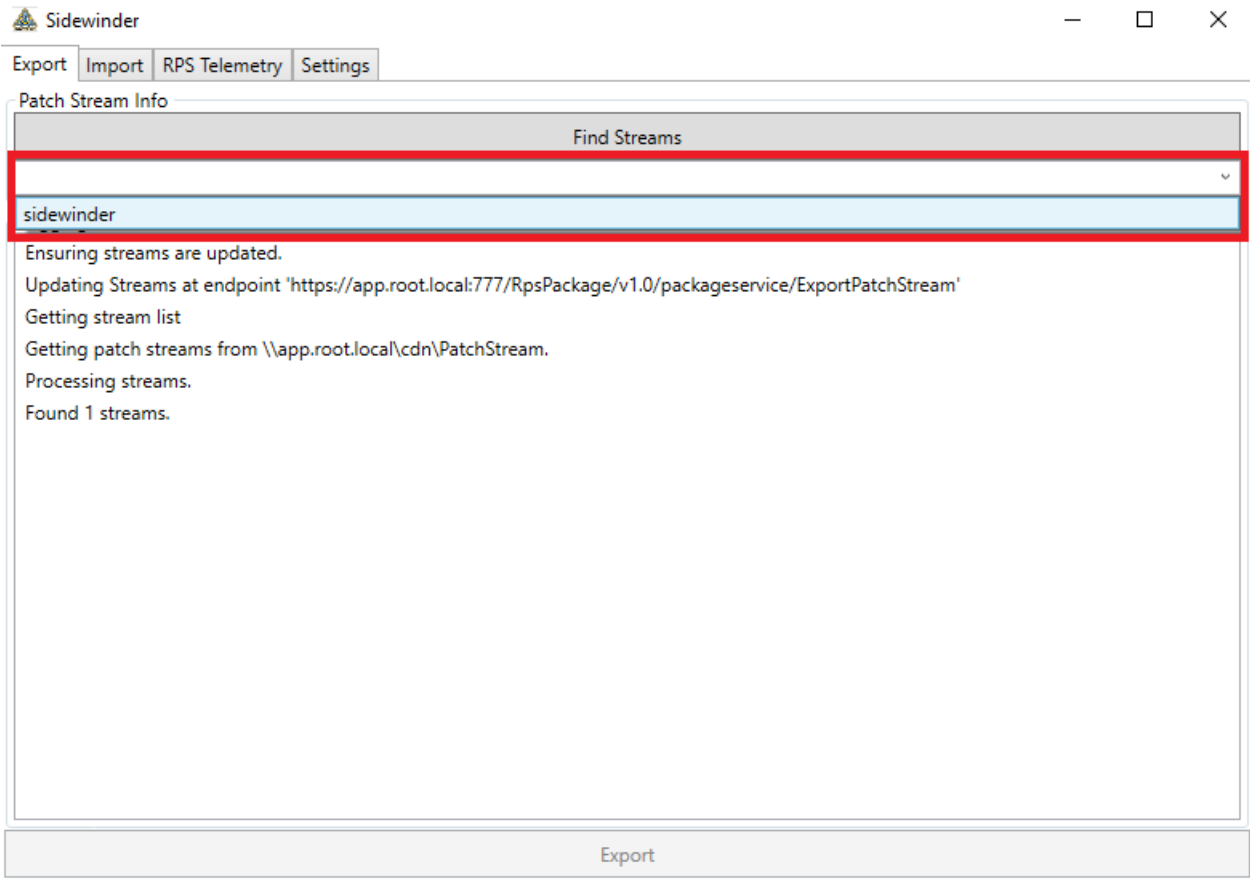 Sidewinder
Export Import RPS Telemetry Settings
Patch Stream Info
Find Streams
sidewinder
Ensuring streams are updated.
Updating Streams at endpoint 'https://app.root.local:777/RpsPackage/v1.0/packageservice/ExportPatchStream'
Getting stream list
Getting patch streams from \\app.root.local\cdn\PatchStream.
Processing streams.
Found 1 streams.
Export